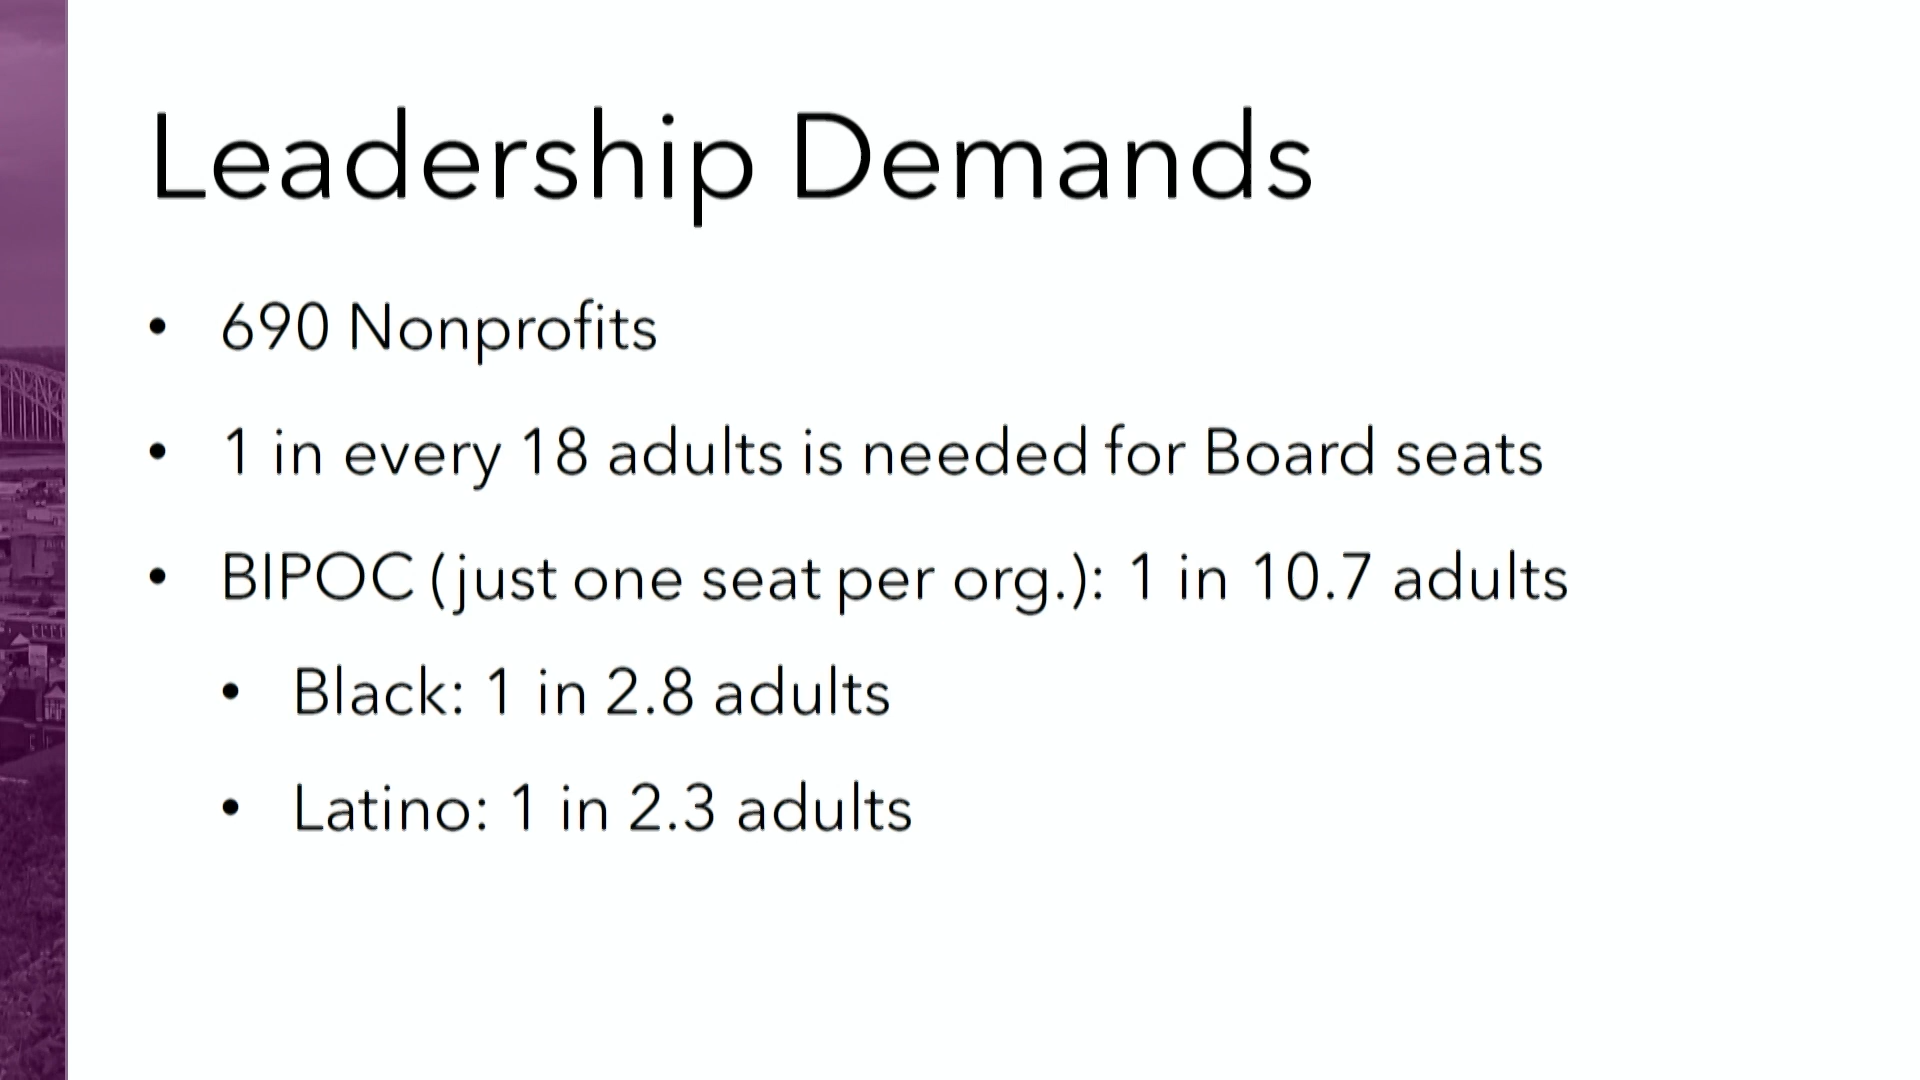 Leadership Demands
• 690 Nonprofits
• 1 in every 18 adults is needed for Board seats
• BIPOC (just one seat per org.): 1 in 10.7 adults
• Black: 1 in 2.8 adults
• Latino: 1 in 2.3 adults